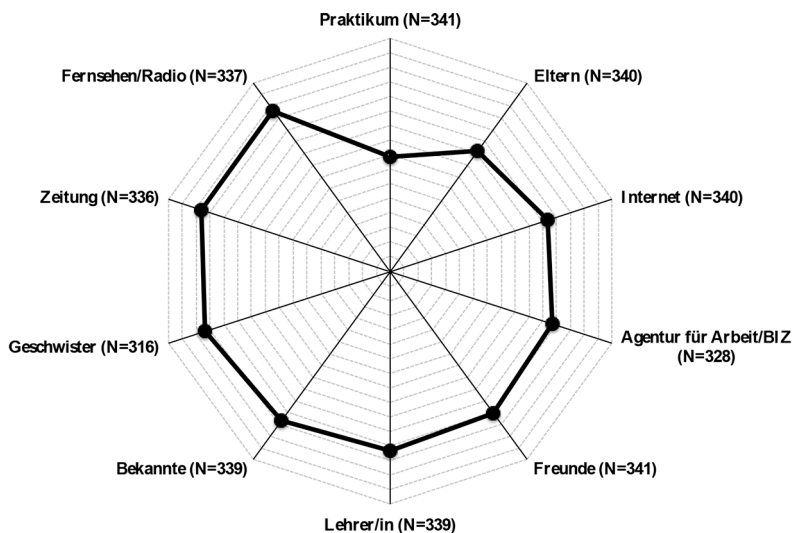 Praktikum (N=341)
Fernsehen/Radio (N=337)
Eltern (N=340)
Zeitung (N=336)
Internet (N=340)
Geschwister (N=316)
Agentur für Arbeit/BIZ
(N=328)
Bekannte (N=339)
Freunde (N=341)
Lehrer/in (N=339)